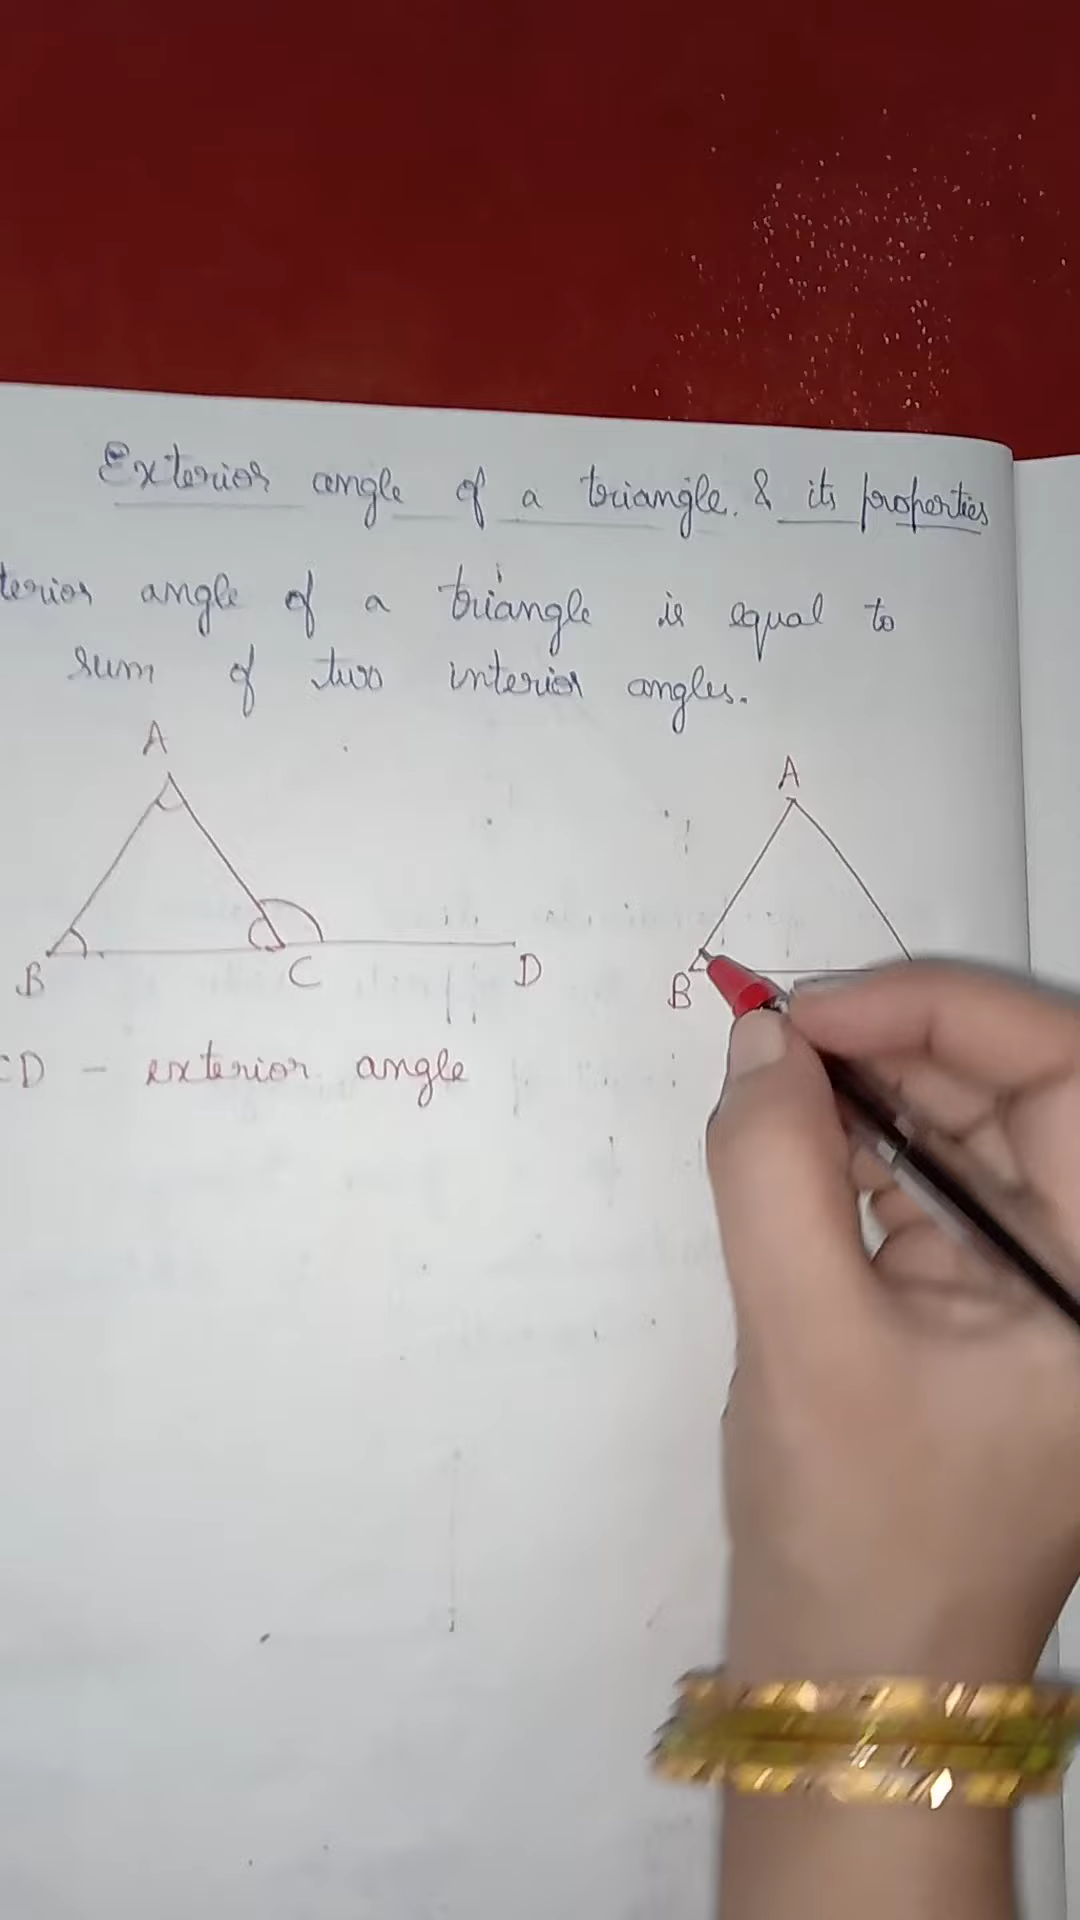 Exterior angle of a triangle & its properties
terior angle of a triangle is equal to
sum of two interior angles.
A
A
B
C
D
B
CD - exterior angle